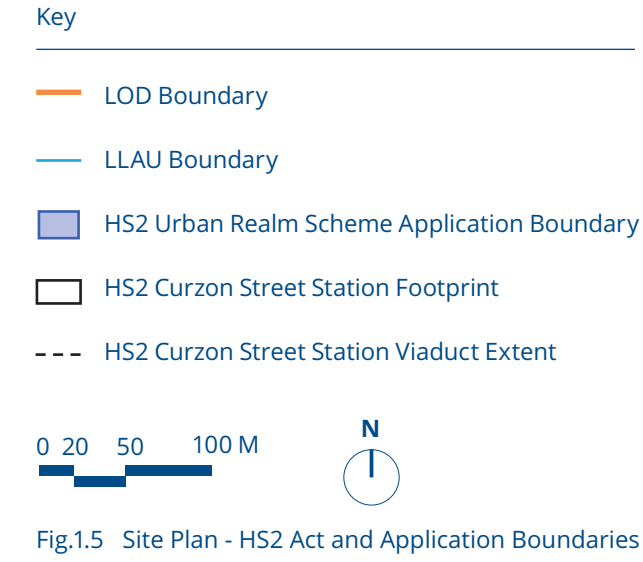 Key
LOD Boundary
LLAU Boundary
HS2 Urban Realm Scheme Application Boundary
HS2 Curzon Street Station Footprint
HS2 Curzon Street Station Viaduct Extent
0 20 50 100 M
N
Fig.1.5 Site Plan - HS2 Act and Application Boundaries